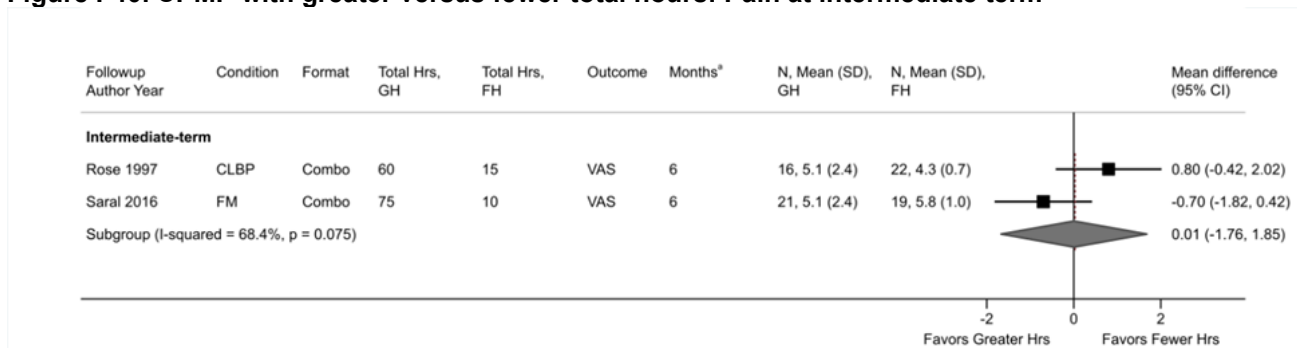 Followup Condition Format Total Hrs, Total Hrs, Outcome Months^a N, Mean (SD), N, Mean (SD), Mean difference
Author Year GH FH GH FH (95% CI)
Intermediate-term
Rose 1997 CLBP Combo 60 15 VAS 6 16, 5.1 (2.4) 22, 4.3 (0.7) 0.80 (-0.42, 2.02)
Saral 2016 FM Combo 75 10 VAS 6 21, 5.1 (2.4) 19, 5.8 (1.0) -0.70 (-1.82, 0.42)
Subgroup (I-squared = 68.4%, p = 0.075) 0.01 (-1.76, 1.85)
-2 0 2
Favors Greater Hrs Favors Fewer Hrs